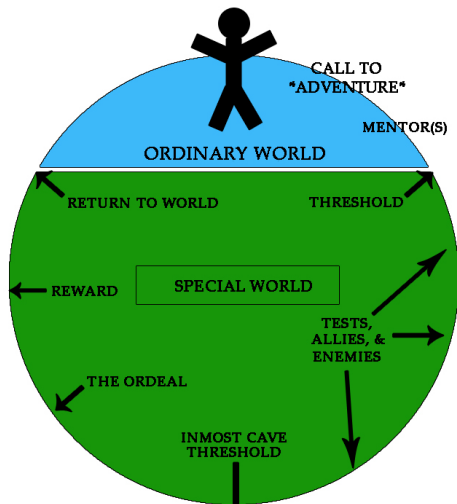 CALL TO
*ADVENTURE*
MENTOR(S)
ORDINARY WORLD
RETURN TO WORLD
THRESHOLD
REWARD
SPECIAL WORLD
TESTS,
ALLIES, &
ENEMIES
THE ORDEAL
INMOST CAVE
THRESHOLD